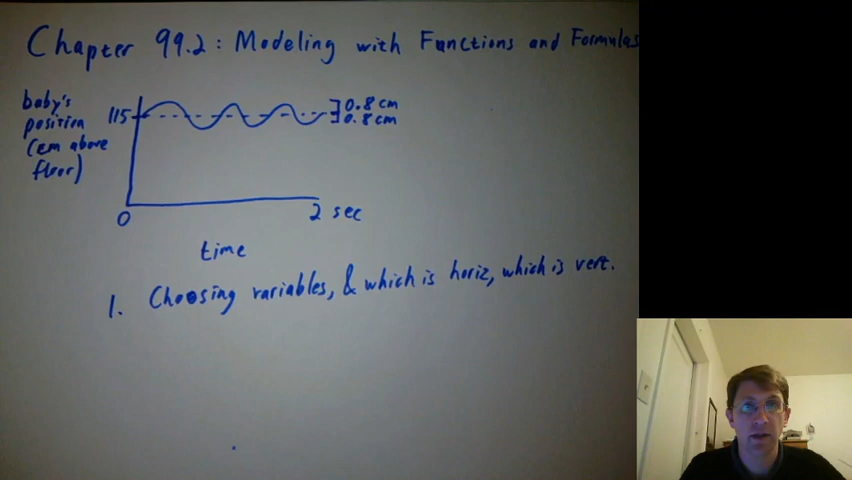 Chapter 99.2: Modeling with Functions and Formulas
baby's
position
(cm above
floor)
115
0.8 cm
0.8 cm
0
2 sec
time
1. Choosing variables, & which is horiz, which is vert.